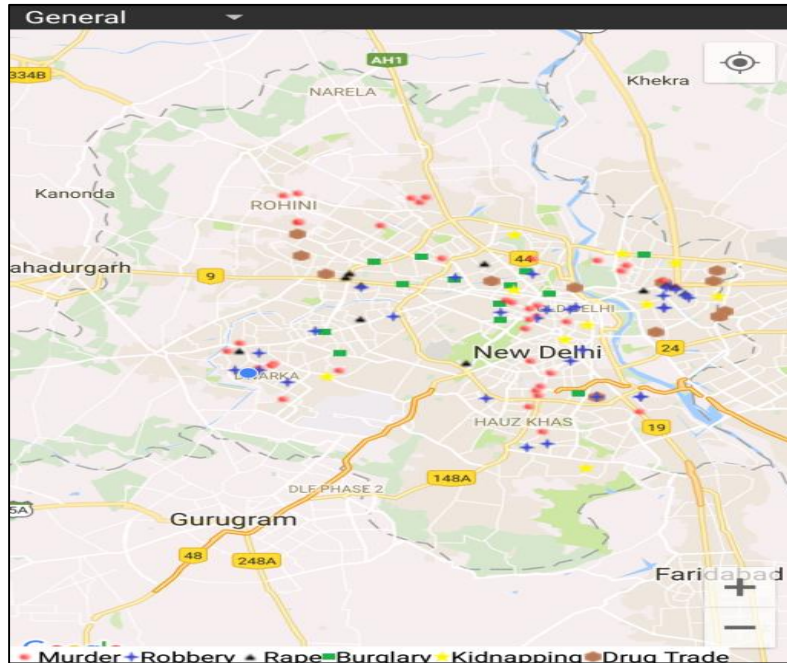 General
334B
AH1
Khekra
NARELA
Kanonda
ROHINI
44
ahadurgarh
9
DELHI
New Delhi
24
DWARKA
HAUZ KHAS
19
148A
DLF PHASE 2
5A
Gurugram
48
248A
Faridabad
Murder Robbery Rape Burglary Kidnapping Drug Trade